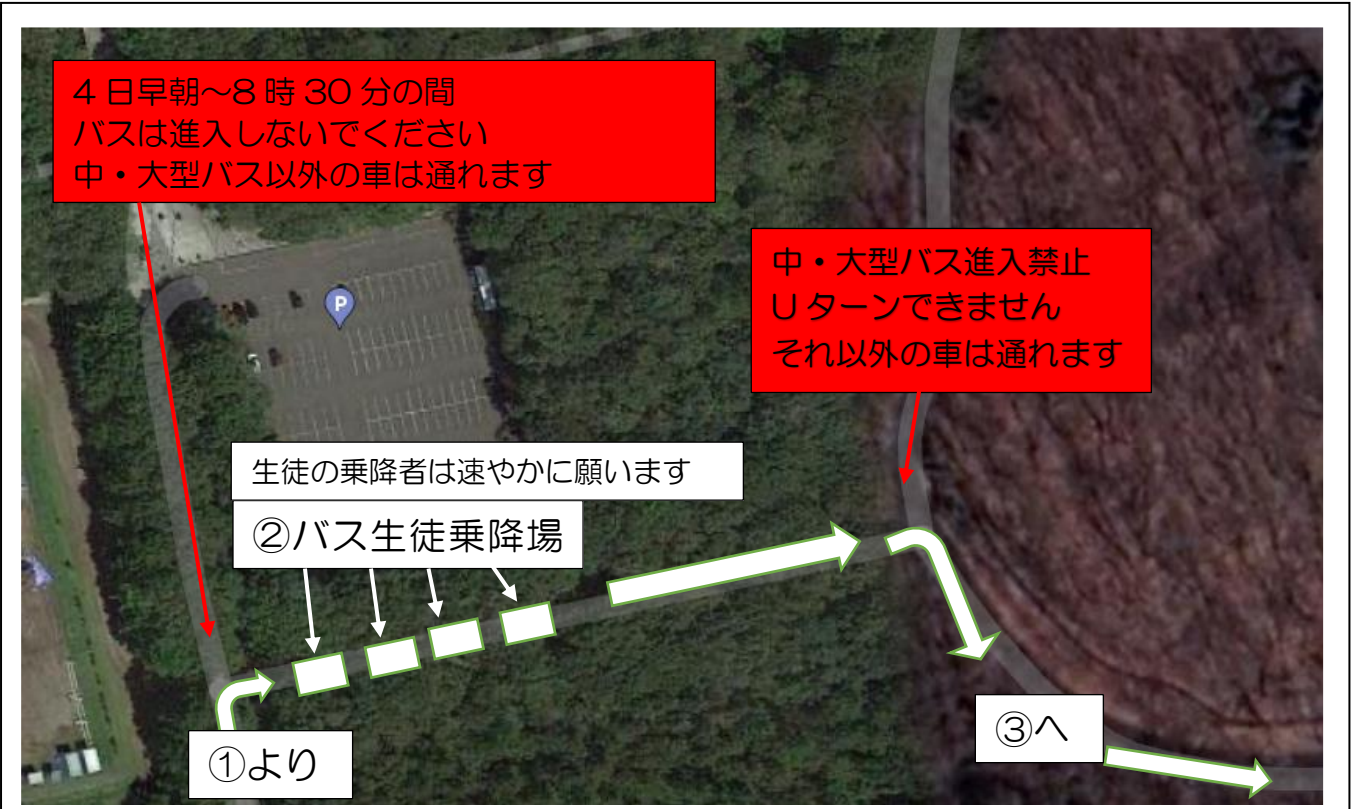 4日早朝～8時30分の間
バスは進入しないでください
中・大型バス以外の車は通れます
P
中・大型バス進入禁止
Uターンできません
それ以外の車は通れます
生徒の乗降者は速やかに願います
②バス生徒乗降場
①より
③へ